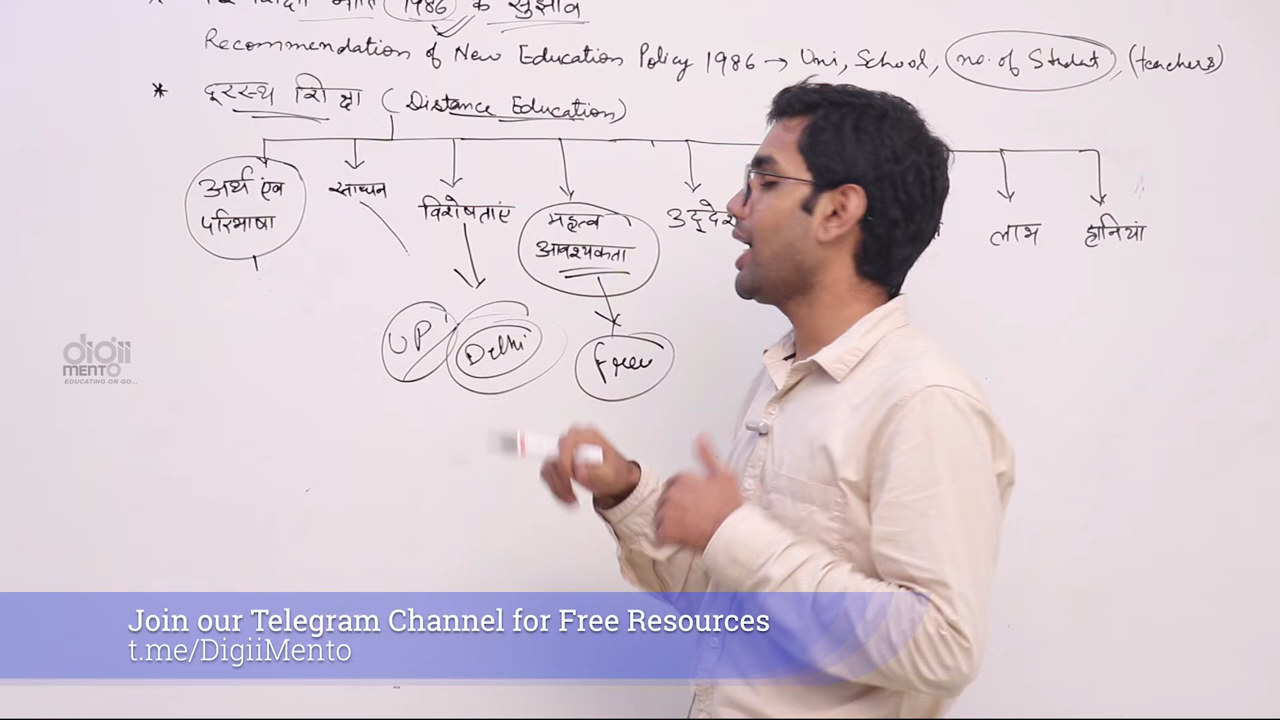 * शिक्षा नीति 1986 के सुझाव
Recommendation of New Education Policy 1986 → Uni, School, no. of Student, (teachers)
* दूरस्थ शिक्षा (Distance Education)
अर्थ एंव
परिभाषा
साधन
विशेषताएं
महत्व
आवश्यकता
लाभ
हानियां
UP
Delhi
free
digii
MENTO
EDUCATING ON GO...
Join our Telegram Channel for Free Resources
t.me/DigiiMento